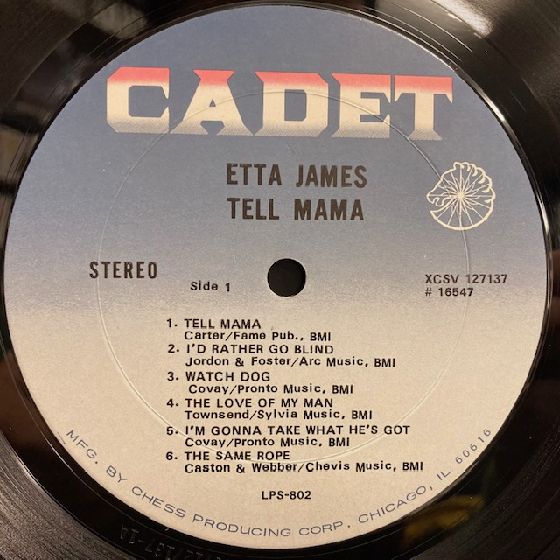 CADET
ETTA JAMES
TELL MAMA
STEREO
Side 1
XCSV 127137
# 16547
1. TELL MAMA
Carter/Fame Pub., BMI
2. I'D RATHER GO BLIND
Jordon & Foster/Arc Music, BMI
3. WATCH DOG
Covay/Pronto Music, BMI
4. THE LOVE OF MY MAN
Townsend/Sylvia Music, BMI
5. I'M GONNA TAKE WHAT HE'S GOT
Covay/Pronto Music, BMI
6. THE SAME ROPE
Caston & Webber/Chevis Music, BMI
LPS-802
MFG. BY CHESS PRODUCING CORP. CHICAGO, IL 60616